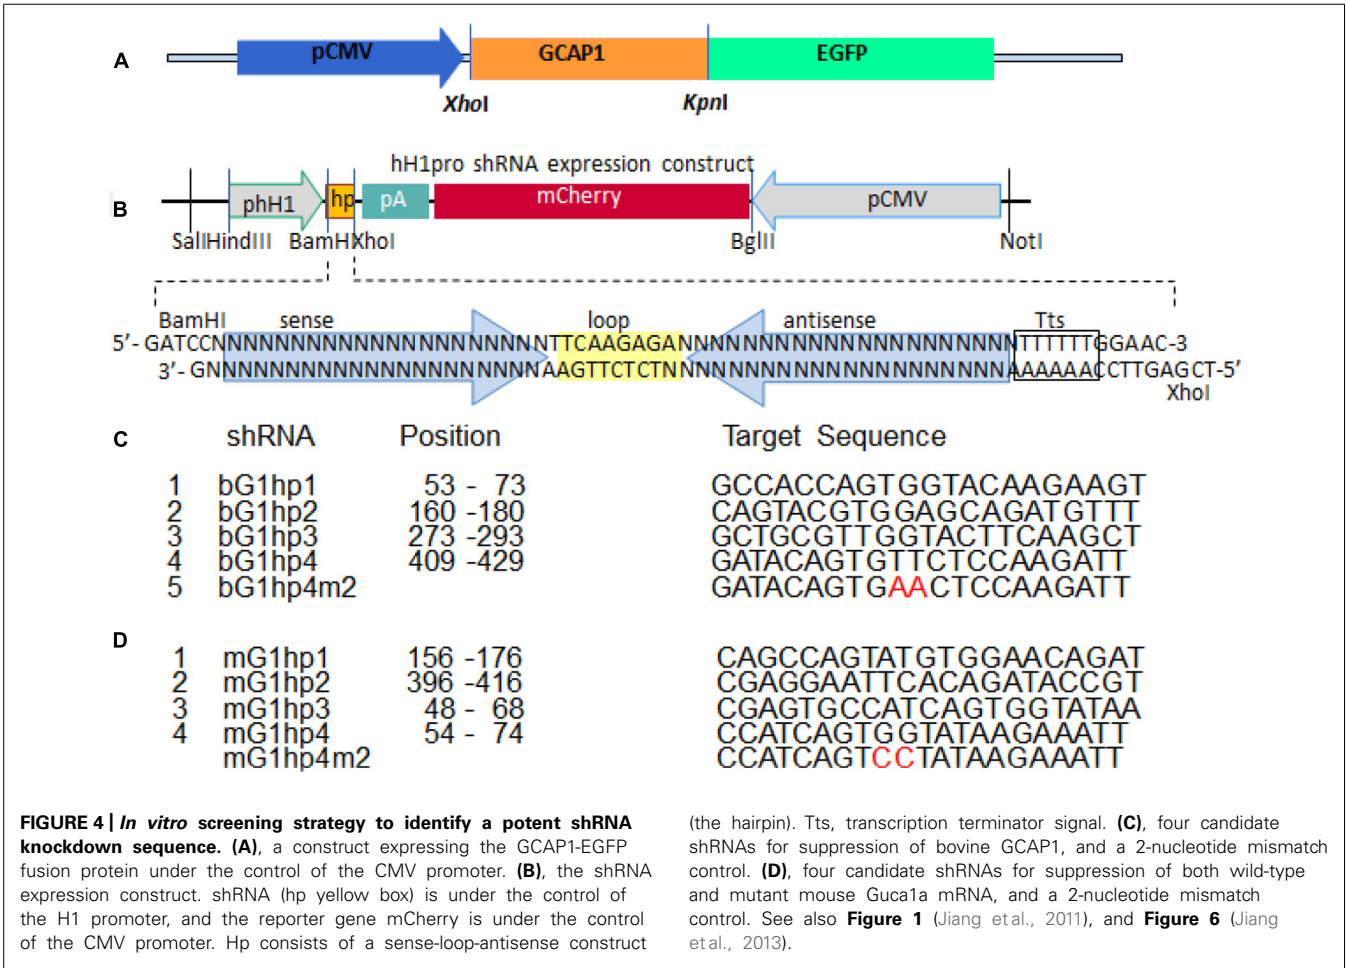 A
pCMV
GCAP1
EGFP
XhoI
KpnI
hH1pro shRNA expression construct
B
phH1
hp
pA
mCherry
pCMV
SalI
HindIII
BamHI
XhoI
BglII
NotI
BamHI
sense
loop
antisense
Tts
5’- GATCCNNNNNNNNNNNNNNNNNNNNNTTCAAGAGANNNNNNNNNNNNNNNNNNNNNTTTTTTGGAAC-3
3’- GNNNNNNNNNNNNNNNNNNNNNAAGTTCTCTNNNNNNNNNNNNNNNNNNNNNAAAAAACCTTGAGCT-5’
XhoI
C
shRNA Position Target Sequence
1 bG1hp1 53 - 73 GCCACCAGTGGTACAAGAAGT
2 bG1hp2 160 -180 CAGTACGTGGAGCAGATGTTT
3 bG1hp3 273 -293 GCTGCGTTGGTACTTCAAGCT
4 bG1hp4 409 -429 GATACAGTGTTCTCCAAGATT
5 bG1hp4m2 GATACAGTGAACTCCAAGATT
D
1 mG1hp1 156 -176 CAGCCAGTATGTGGAACAGAT
2 mG1hp2 396 -416 CGAGGAATTCACAGATACCGT
3 mG1hp3 48 - 68 CGAGTGCCATCAGTGGTATAA
4 mG1hp4 54 - 74 CCATCAGTGGTATAAGAAATT
mG1hp4m2 CCATCAGTCCTATAAGAAATT
FIGURE 4 | In vitro screening strategy to identify a potent shRNA
knockdown sequence. (A), a construct expressing the GCAP1-EGFP
fusion protein under the control of the CMV promoter. (B), the shRNA
expression construct. shRNA (hp yellow box) is under the control of
the H1 promoter, and the reporter gene mCherry is under the control
of the CMV promoter. Hp consists of a sense-loop-antisense construct
(the hairpin). Tts, transcription terminator signal. (C), four candidate
shRNAs for suppression of bovine GCAP1, and a 2-nucleotide mismatch
control. (D), four candidate shRNAs for suppression of both wild-type
and mutant mouse Guca1a mRNA, and a 2-nucleotide mismatch
control. See also Figure 1 (Jiang et al., 2011), and Figure 6 (Jiang
et al., 2013).